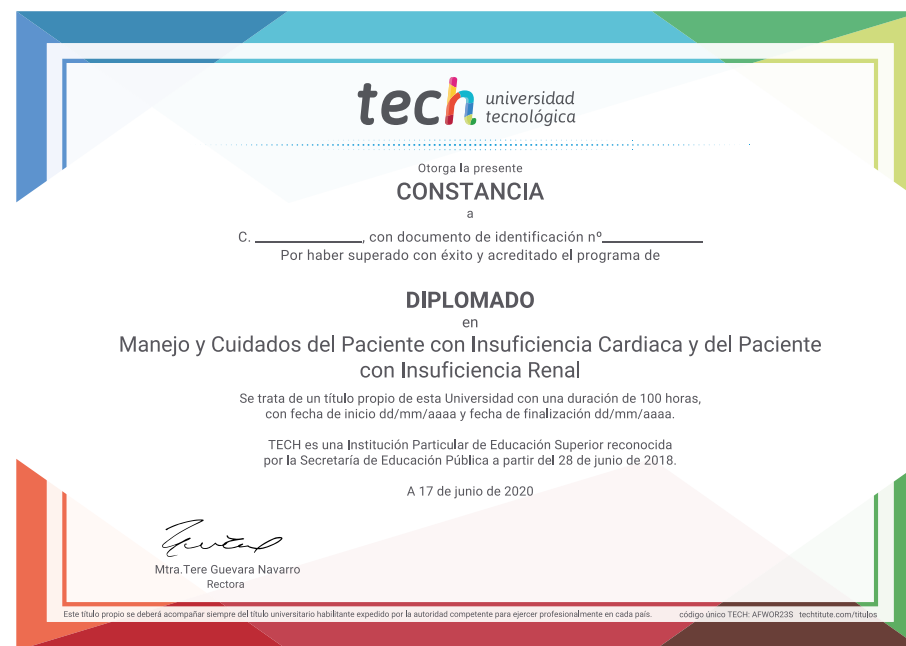 tech universidad
tecnológica
Otorga la presente
CONSTANCIA
a
C. ____________, con documento de identificación nº____________
Por haber superado con éxito y acreditado el programa de
DIPLOMADO
en
Manejo y Cuidados del Paciente con Insuficiencia Cardiaca y del Paciente
con Insuficiencia Renal
Se trata de un título propio de esta Universidad con una duración de 100 horas,
con fecha de inicio dd/mm/aaaa y fecha de finalización dd/mm/aaaa.
TECH es una Institución Particular de Educación Superior reconocida
por la Secretaría de Educación Pública a partir del 28 de junio de 2018.
A 17 de junio de 2020
Mtra.Tere Guevara Navarro
Rectora
Este título propio se deberá acompañar siempre del título universitario habilitante expedido por la autoridad competente para ejercer profesionalmente en cada país. código único TECH: AFWOR23S techtitute.com/titulos